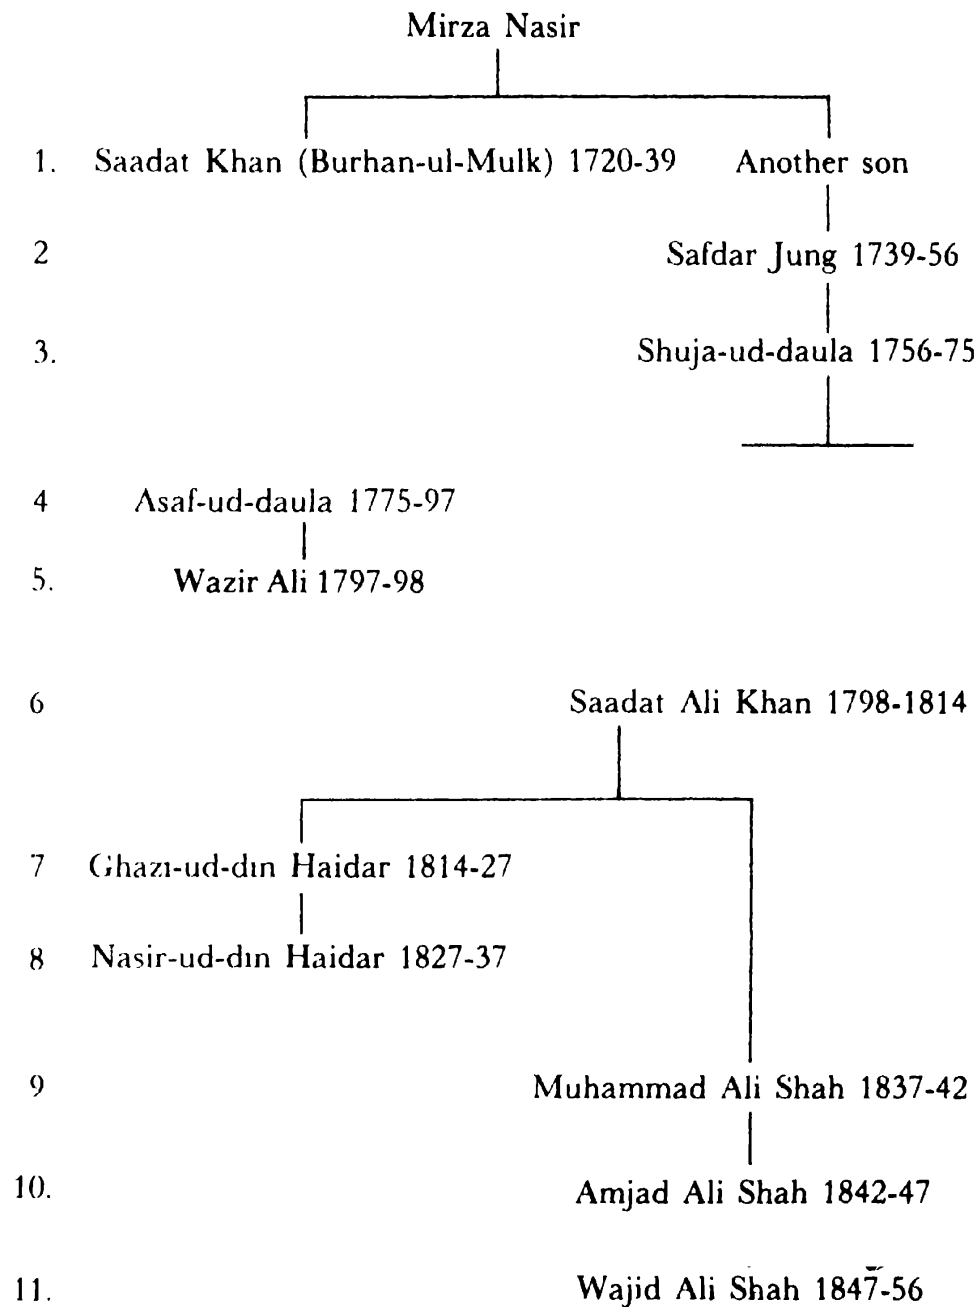 Mirza Nasir
1. Saadat Khan (Burhan-ul-Mulk) 1720-39 Another son
2 Safdar Jung 1739-56
3. Shuja-ud-daula 1756-75
4 Asaf-ud-daula 1775-97
5. Wazir Ali 1797-98
6 Saadat Ali Khan 1798-1814
7 Ghazi-ud-din Haidar 1814-27
8 Nasir-ud-din Haidar 1827-37
9 Muhammad Ali Shah 1837-42
10. Amjad Ali Shah 1842-47
11. Wajid Ali Shah 1847-56